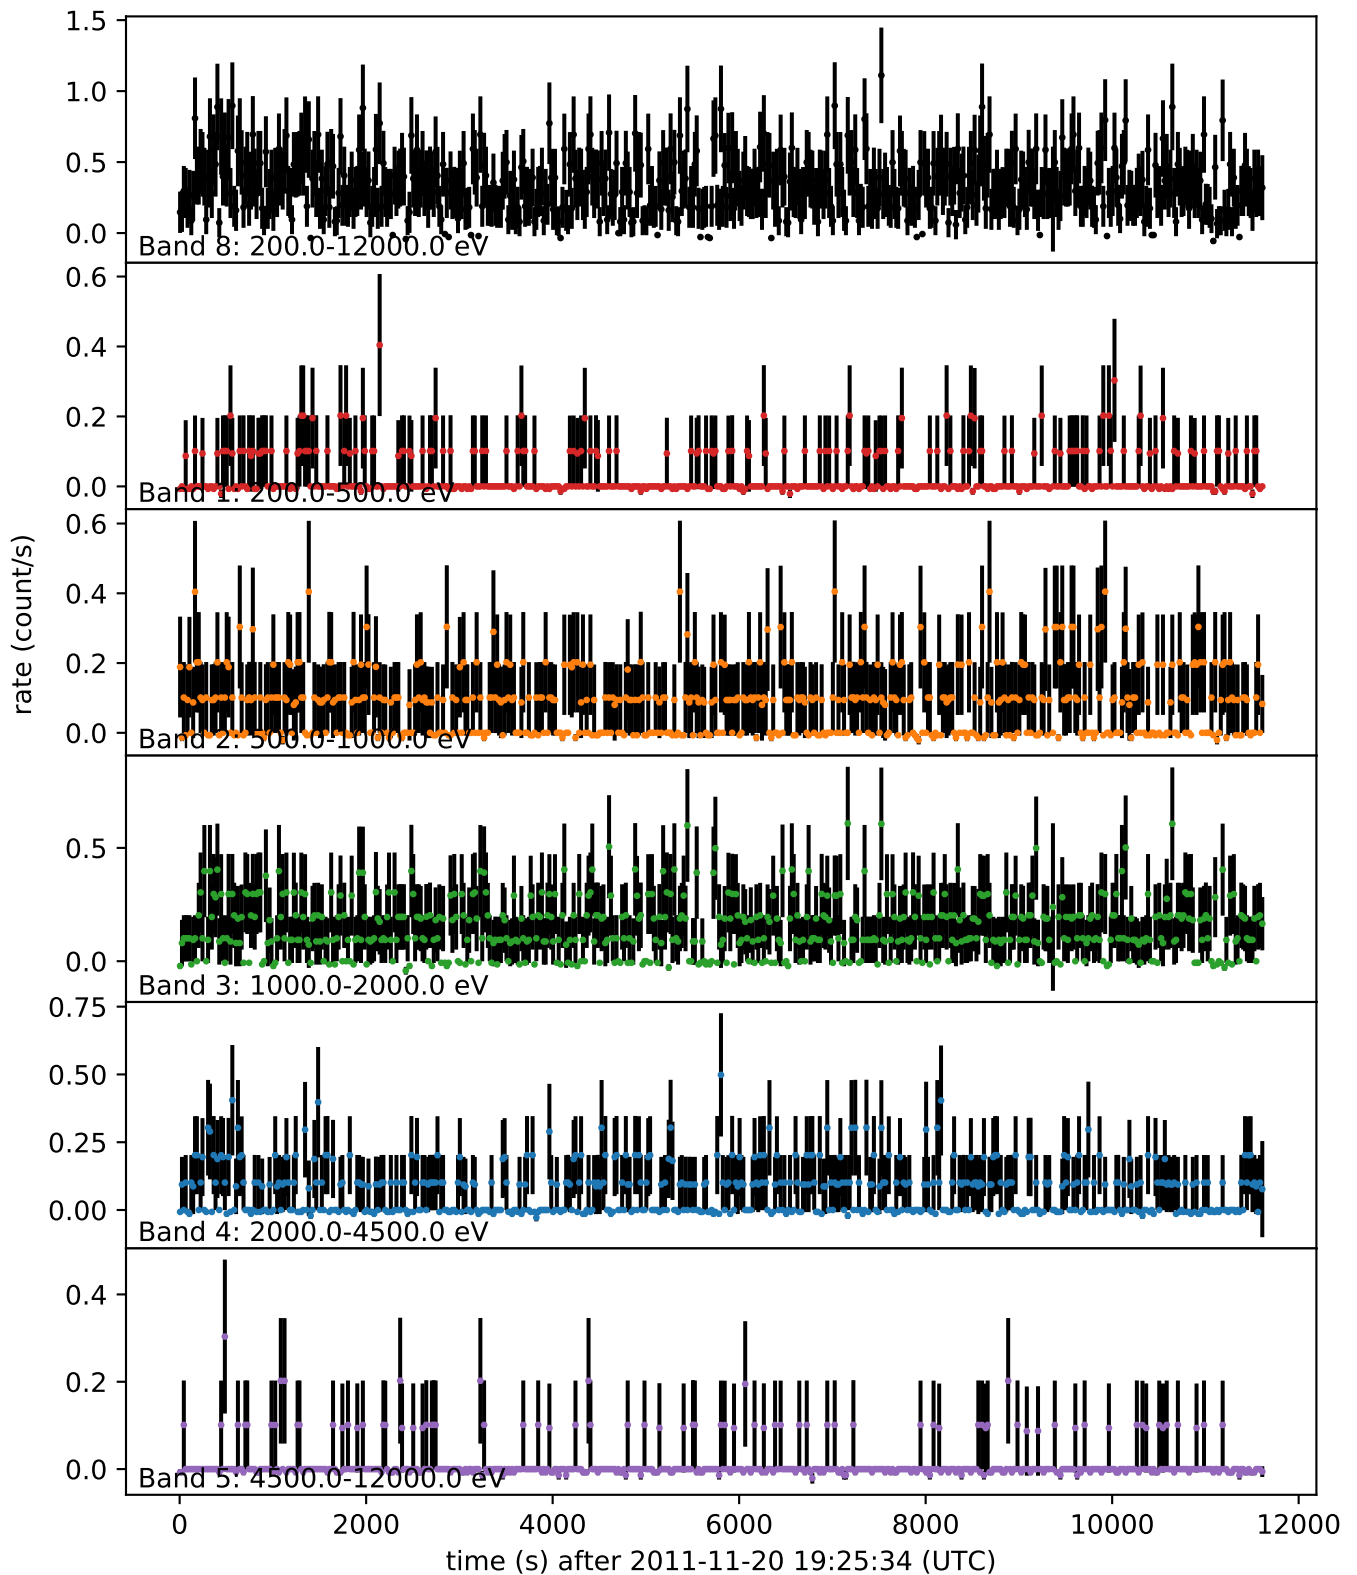 1.5
1.0
0.5
0.0
Band 8: 200.0-12000.0 eV
0.6
0.4
0.2
0.0
Band 1: 200.0-500.0 eV
rate (count/s)
0.6
0.4
0.2
0.0
Band 2: 500.0-1000.0 eV
0.5
0.0
Band 3: 1000.0-2000.0 eV
0.75
0.50
0.25
0.00
Band 4: 2000.0-4500.0 eV
0.4
0.2
0.0
Band 5: 4500.0-12000.0 eV
0 2000 4000 6000 8000 10000 12000
time (s) after 2011-11-20 19:25:34 (UTC)